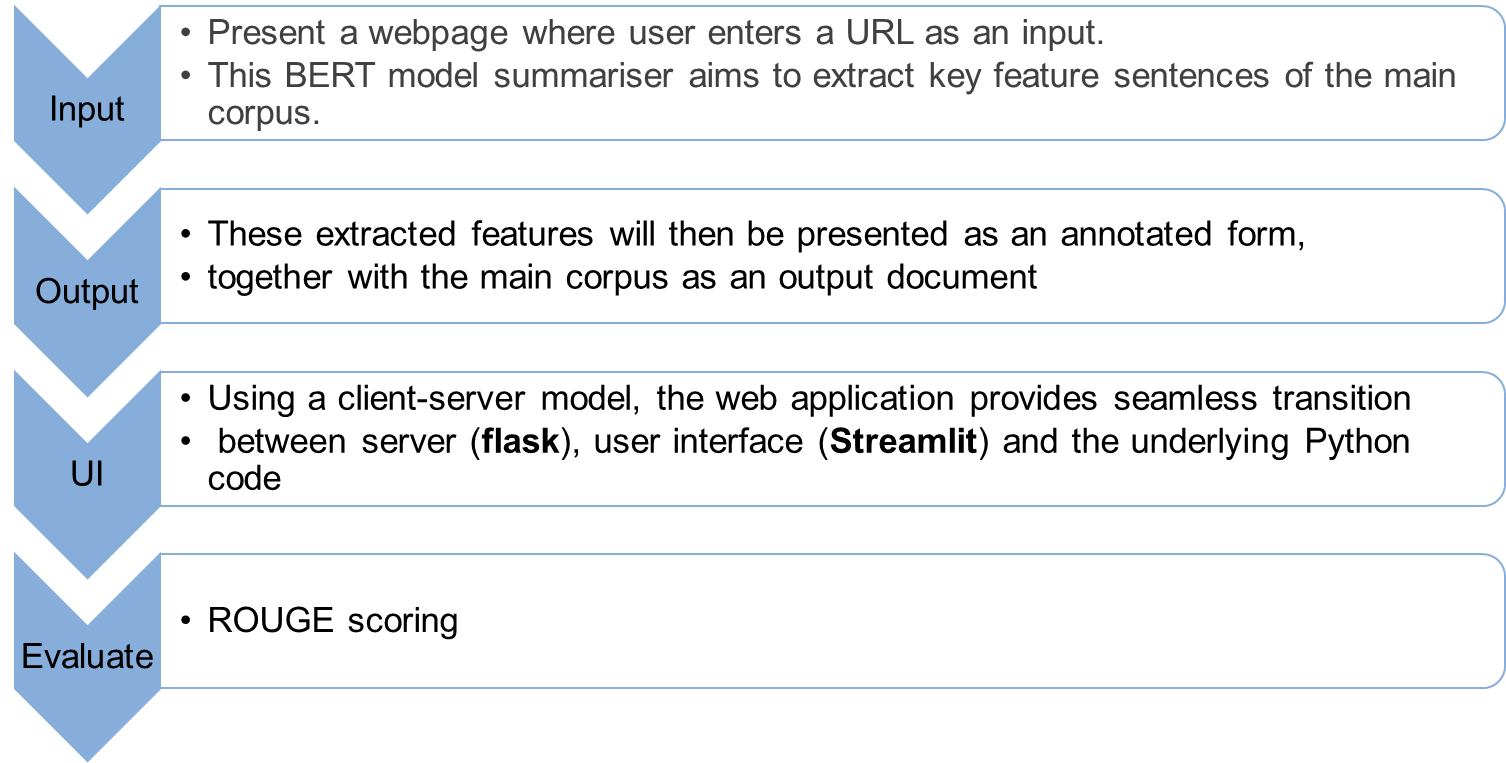 Input
• Present a webpage where user enters a URL as an input.
• This BERT model summariser aims to extract key feature sentences of the main
corpus.
Output
• These extracted features will then be presented as an annotated form,
• together with the main corpus as an output document
UI
• Using a client-server model, the web application provides seamless transition
• between server (flask), user interface (Streamlit) and the underlying Python
code
Evaluate
• ROUGE scoring